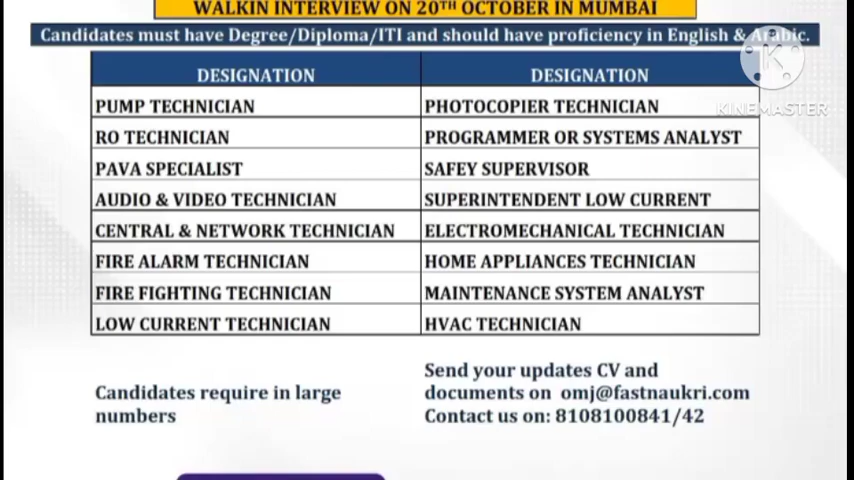 WALKIN INTERVIEW ON 20TH OCTOBER IN MUMBAI
Candidates must have Degree/Diploma/ITI and should have proficiency in English & Arabic.
KINEMASTER
DESIGNATION DESIGNATION
PUMP TECHNICIAN PHOTOCOPIER TECHNICIAN
RO TECHNICIAN PROGRAMMER OR SYSTEMS ANALYST
PAVA SPECIALIST SAFEY SUPERVISOR
AUDIO & VIDEO TECHNICIAN SUPERINTENDENT LOW CURRENT
CENTRAL & NETWORK TECHNICIAN ELECTROMECHANICAL TECHNICIAN
FIRE ALARM TECHNICIAN HOME APPLIANCES TECHNICIAN
FIRE FIGHTING TECHNICIAN MAINTENANCE SYSTEM ANALYST
LOW CURRENT TECHNICIAN HVAC TECHNICIAN
Candidates require in large
numbers
Send your updates CV and
documents on omj@fastnaukri.com
Contact us on: 8108100841/42